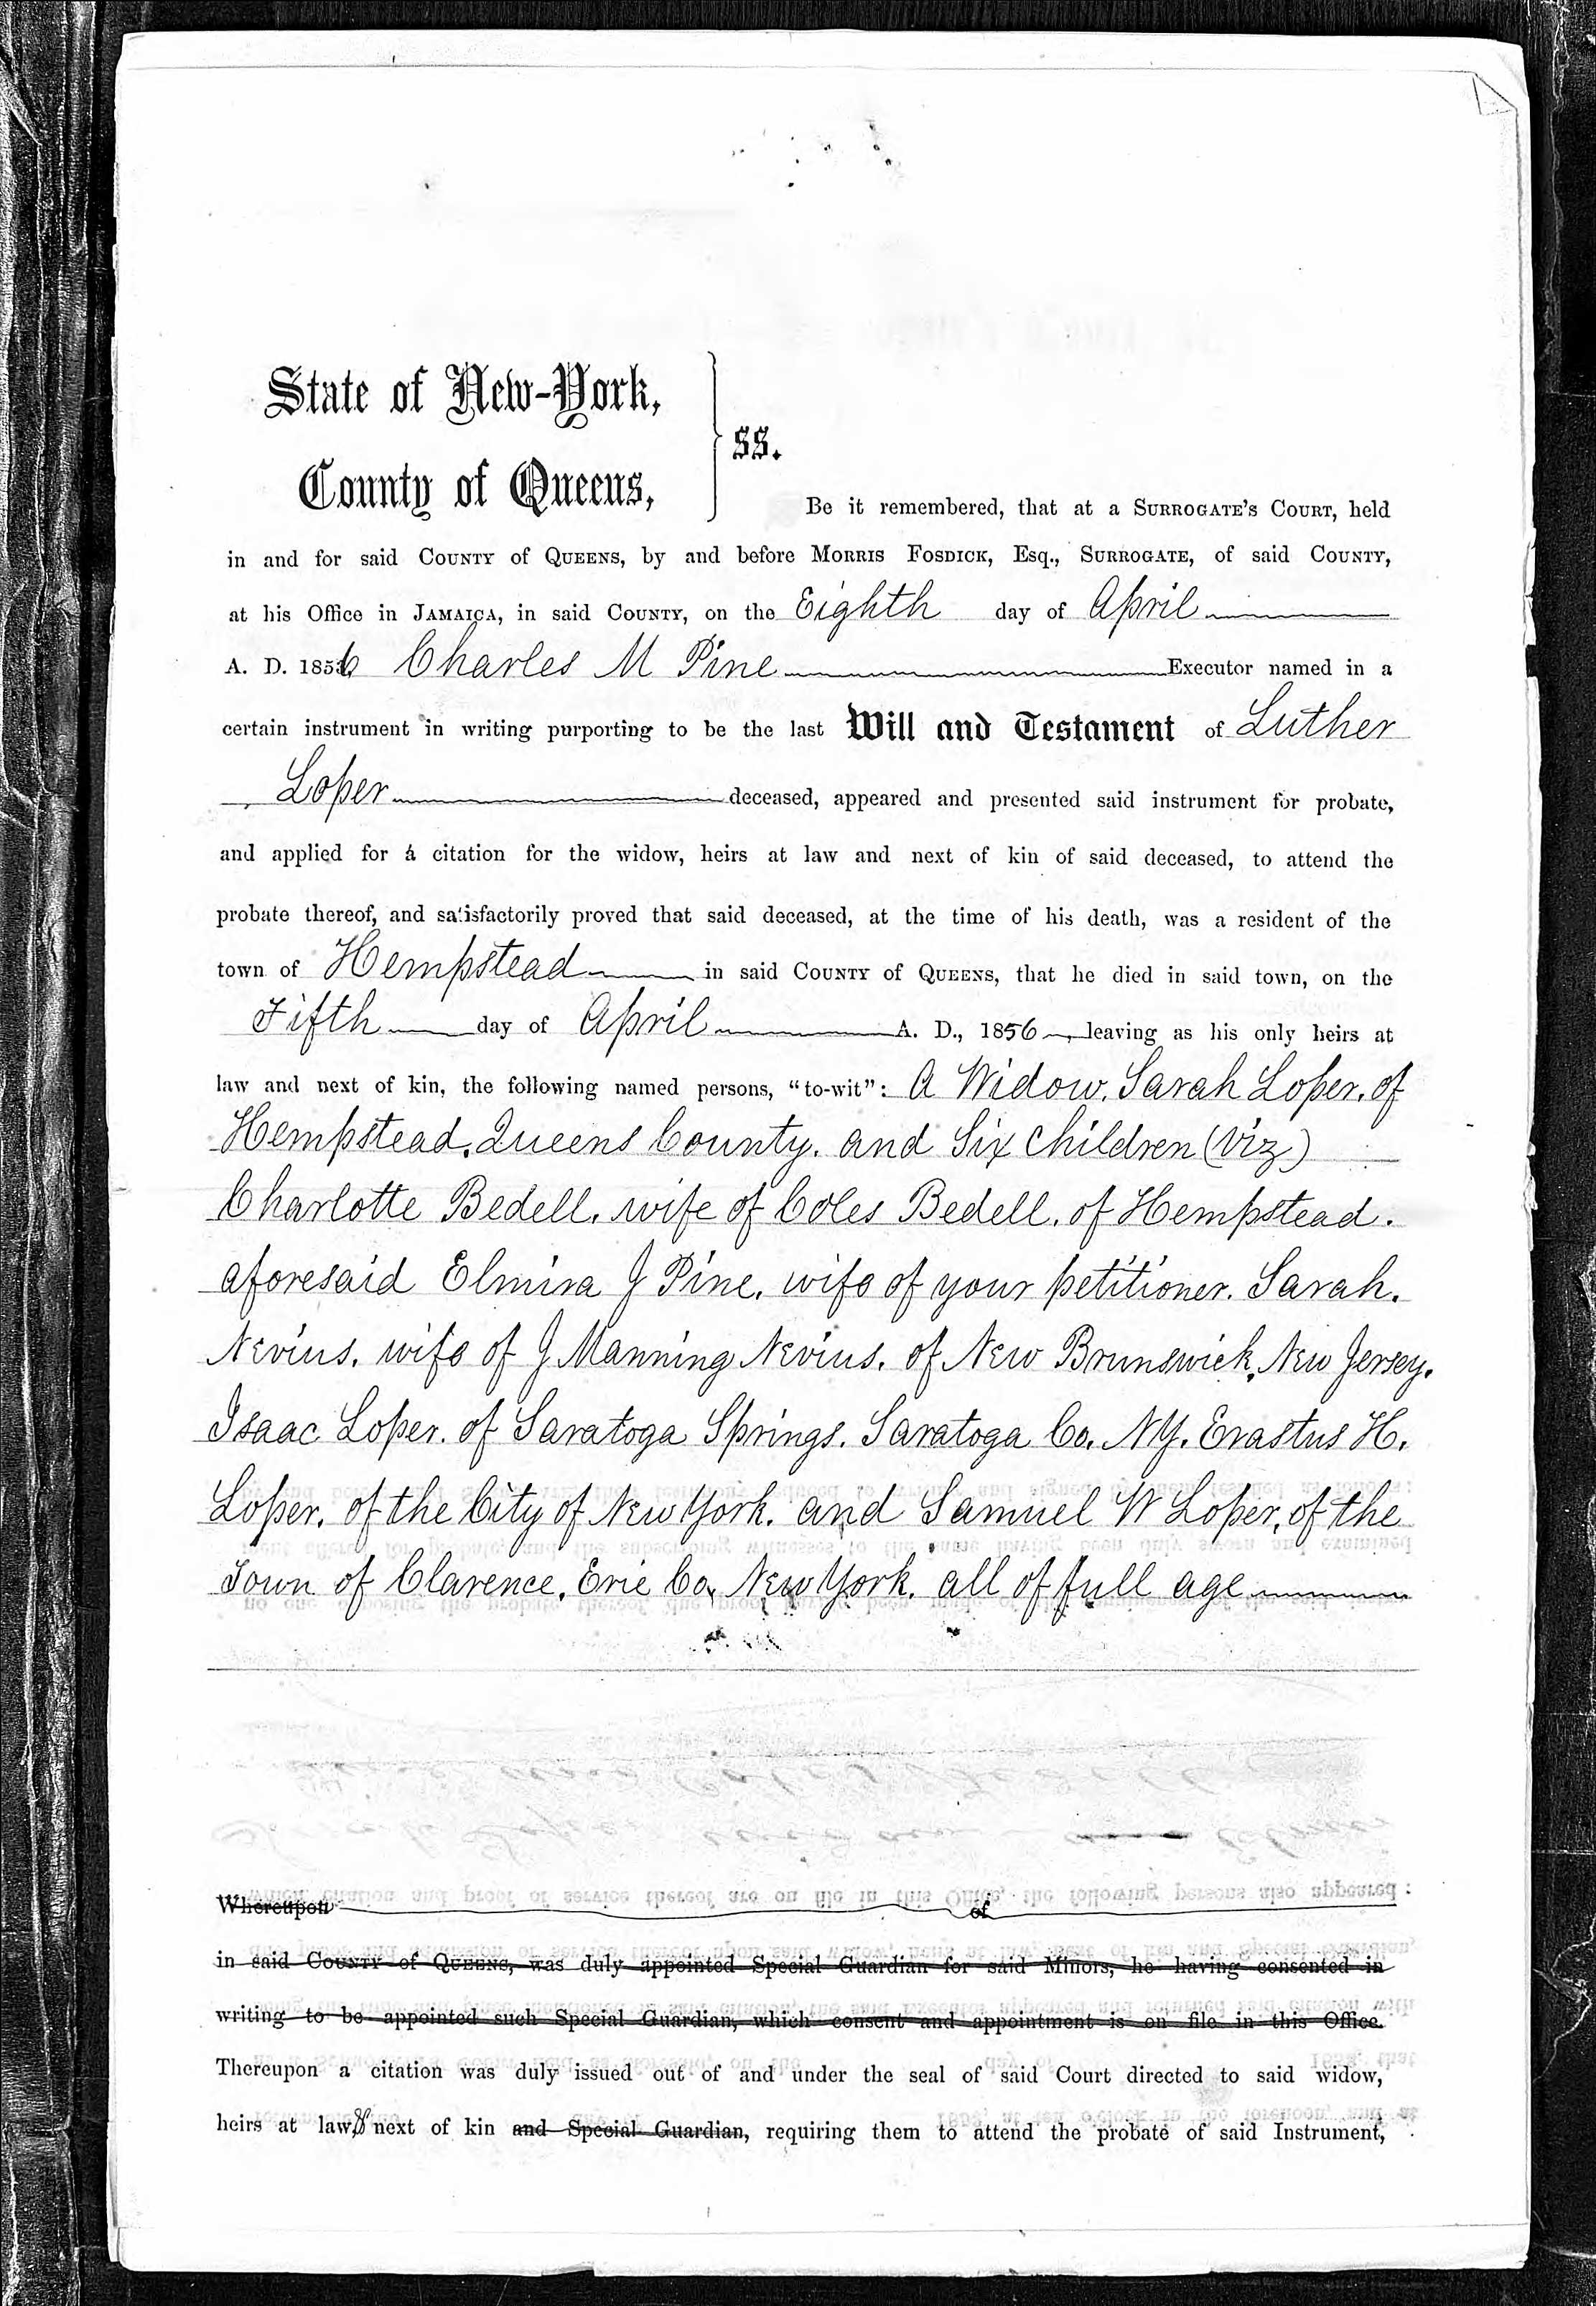 State of New-York,
County of Queens,
SS.
Be it remembered, that at a Surrogate's Court, held
in and for said County of Queens, by and before Morris Fosdick, Esq., Surrogate, of said County,
at his Office in Jamaica, in said County, on the Eighth day of April
A. D. 1856 Charles M Pine Executor named in a
certain instrument in writing purporting to be the last Will and Testament of Luther
Loper deceased, appeared and presented said instrument for probate,
and applied for a citation for the widow, heirs at law and next of kin of said deceased, to attend the
probate thereof, and satisfactorily proved that said deceased, at the time of his death, was a resident of the
town of Hempstead in said County of Queens, that he died in said town, on the
Fifth day of April A. D., 1856, leaving as his only heirs at
law and next of kin, the following named persons, "to-wit": A Widow. Sarah Loper. of
Hempstead. Queens County. and Six Children (Viz)
Charlotte Bedell. wife of Coles Bedell. of Hempstead.
aforesaid Elmira J Pine. wife of your petitioner. Sarah.
Nevius. wife of J Manning Nevius. of New Brunswick, New Jersey.
Isaac Loper. of Saratoga Springs. Saratoga Co. NY. Erastus H.
Loper. of the City of New York. and Samuel W Loper. of the
Town of Clarence. Erie Co. New York. all of full age
Whereupon of
in said County of Queens, was duly appointed Special Guardian for said Minors, he having consented in
writing to be appointed such Special Guardian, which consent and appointment is on file in this Office.
Thereupon a citation was duly issued out of and under the seal of said Court directed to said widow,
heirs at law, & next of kin and Special Guardian, requiring them to attend the probate of said Instrument,